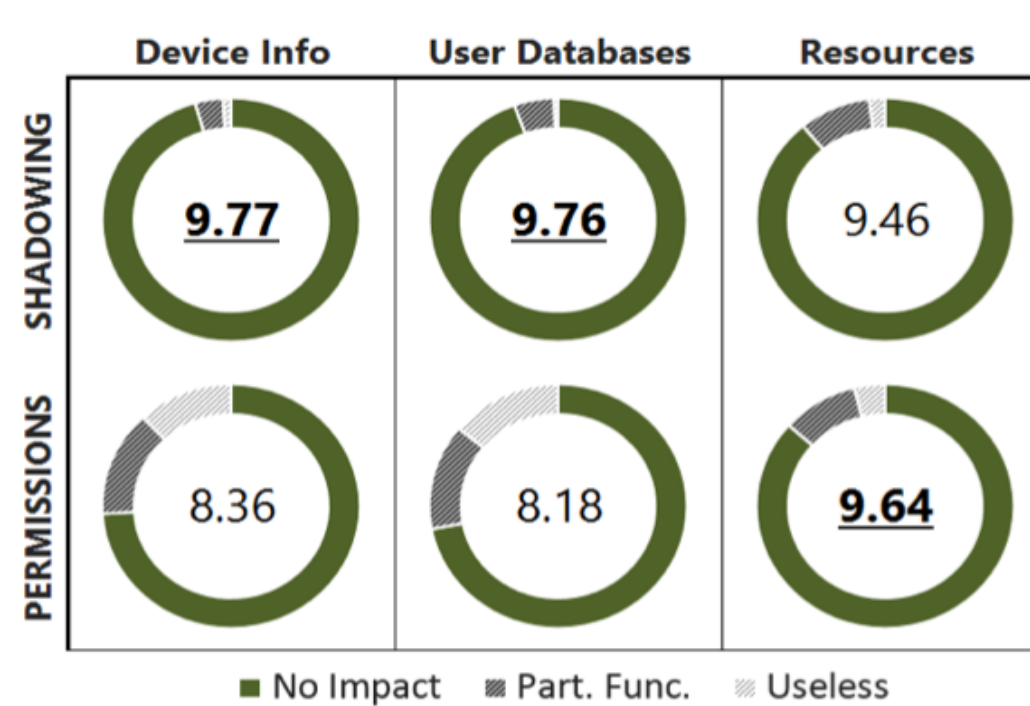 Device Info User Databases Resources
SHADOWING
9.77 9.76 9.46
PERMISSIONS
8.36 8.18 9.64
No Impact Part. Func. Useless